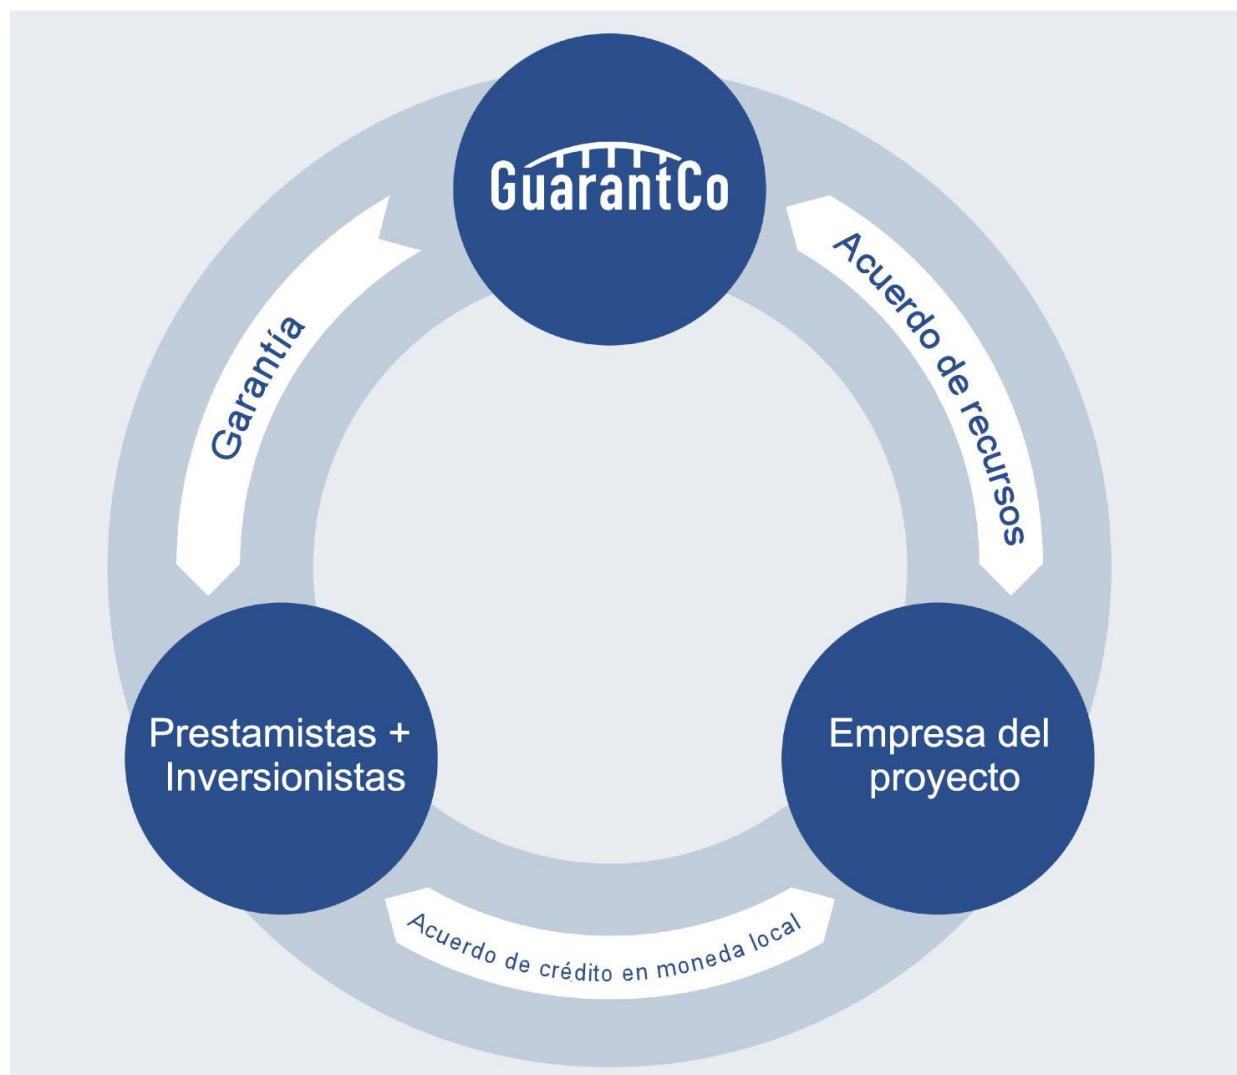 GuarantCo
Garantía
Acuerdo de recursos
Prestamistas +
Inversionistas
Empresa del
proyecto
Acuerdo de crédito en moneda local